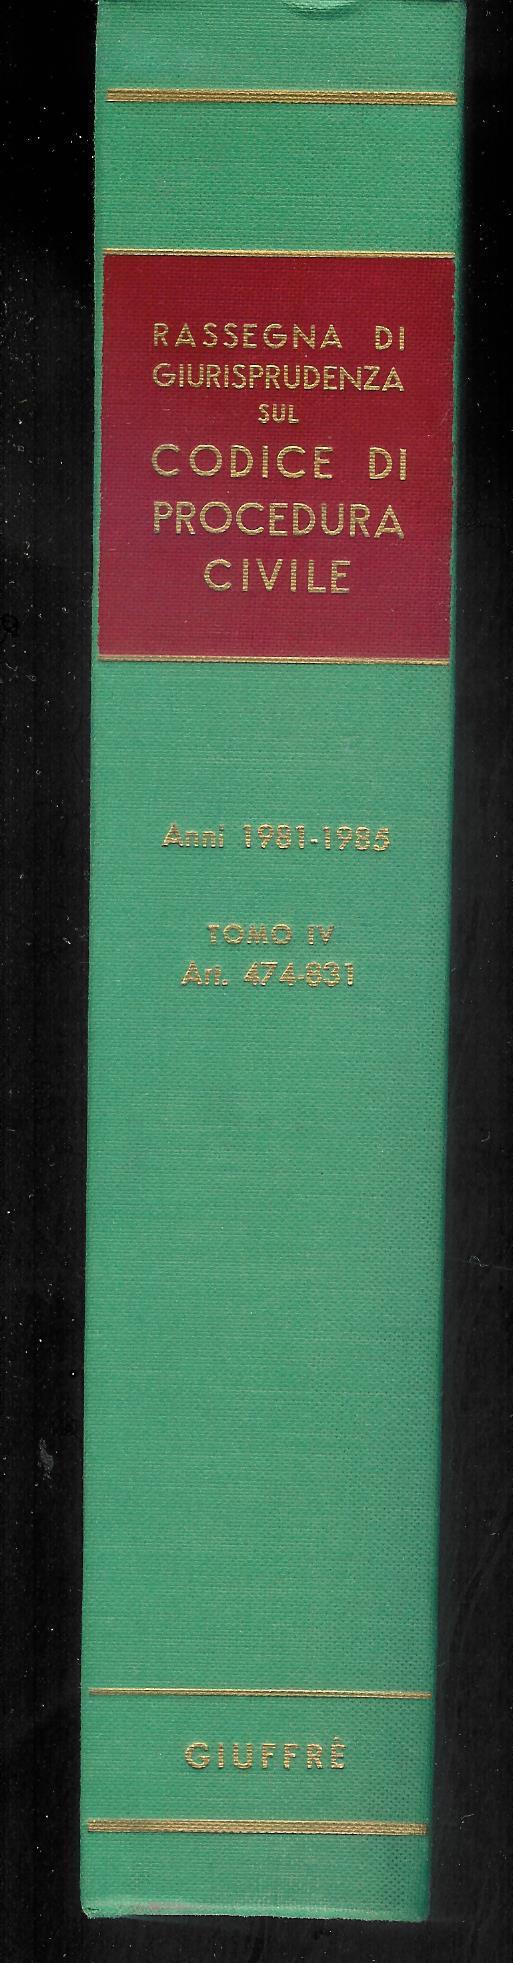 RASSEGNA DI
GIURISPRUDENZA
SUL
CODICE DI
PROCEDURA
CIVILE
Anni 1981-1985
TOMO IV
Art. 474-831
GIUFFRÈ